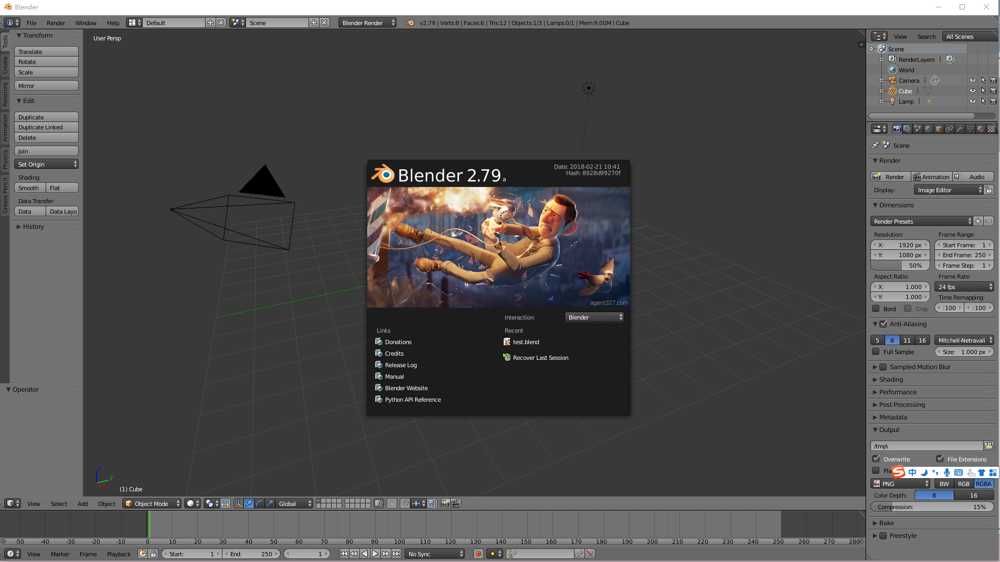 Blender
File Render Window Help Default Scene Blender Render v2.79 | Verts:8 | Faces:6 | Tris:12 | Objects:1/3 | Lamps:0/1 | Mem:9.00M | Cube
Tools
Create
Relations
Animation
Physics
Grease Pencil
Transform
Translate
Rotate
Scale
Mirror
Edit
Duplicate
Duplicate Linked
Delete
Join
Set Origin
Shading:
Smooth Flat
Data Transfer:
Data Data Layo
History
Operator
User Persp
Blender 2.79 a
Date: 2018-02-21 10:41
Hash: 8928d99270f
agent327.com
Interaction: Blender
Links
Donations
Credits
Release Log
Manual
Blender Website
Python API Reference
Recent
test.blend
Recover Last Session
z
y
x
(1) Cube
View Select Add Object Object Mode Global
-50 -40 -30 -20 -10 0 10 20 30 40 50 60 70 80 90 100 110 120 130 140 150 160 170 180 190 200 210 220 230 240 250 260 270 280
View Marker Frame Playback Start: 1 End: 250 1 No Sync
View Search All Scenes
Scene
RenderLayers |
World
Camera |
Cube |
Lamp |
Scene
Render
Render Animation Audio
Display: Image Editor
Dimensions
Render Presets
Resolution: Frame Range:
X: 1920 px Start Frame: 1
Y: 1080 px End Frame: 250
50% Frame Step: 1
Aspect Ratio: Frame Rate:
X: 1.000 24 fps
Y: 1.000 Time Remapping:
Bord Crop :100 :100
Anti-Aliasing
5 8 11 16 Mitchell-Netravali
Full Sample Size: 1.000 px
Sampled Motion Blur
Shading
Performance
Post Processing
Metadata
Output
/tmp\
Overwrite File Extensions
Pla
S 中
PNG BW RGB RGBA
Color Depth: 8 16
Compression: 15%
Bake
Freestyle